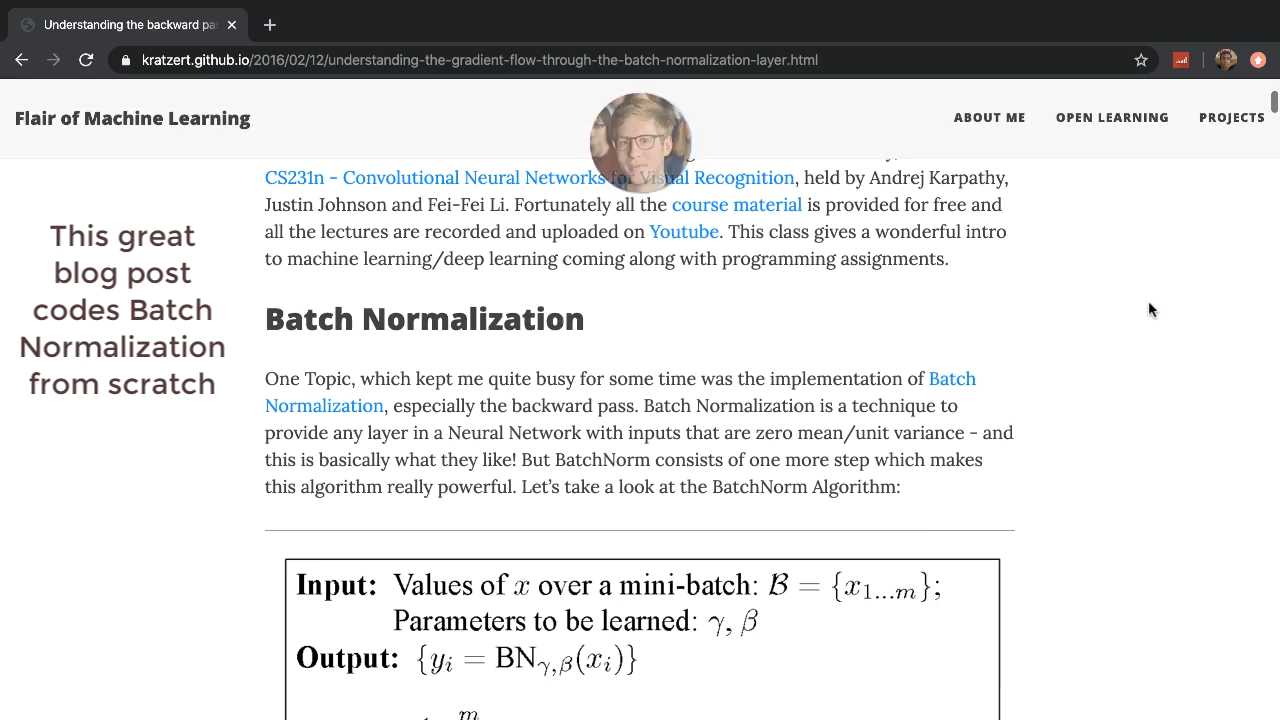 Understanding the backward pa
kratzert.github.io/2016/02/12/understanding-the-gradient-flow-through-the-batch-normalization-layer.html
Flair of Machine Learning
ABOUT ME
OPEN LEARNING
PROJECTS
CS231n - Convolutional Neural Networks for Visual Recognition, held by Andrej Karpathy,
Justin Johnson and Fei-Fei Li. Fortunately all the course material is provided for free and
all the lectures are recorded and uploaded on Youtube. This class gives a wonderful intro
to machine learning/deep learning coming along with programming assignments.
This great
blog post
codes Batch
Normalization
from scratch
Batch Normalization
One Topic, which kept me quite busy for some time was the implementation of Batch
Normalization, especially the backward pass. Batch Normalization is a technique to
provide any layer in a Neural Network with inputs that are zero mean/unit variance - and
this is basically what they like! But BatchNorm consists of one more step which makes
this algorithm really powerful. Let’s take a look at the BatchNorm Algorithm:
Input: Values of x over a mini-batch: ℬ = {x₁...ₘ};
Parameters to be learned: γ, β
Output: {yᵢ = BN_γ,β(xᵢ)}
m